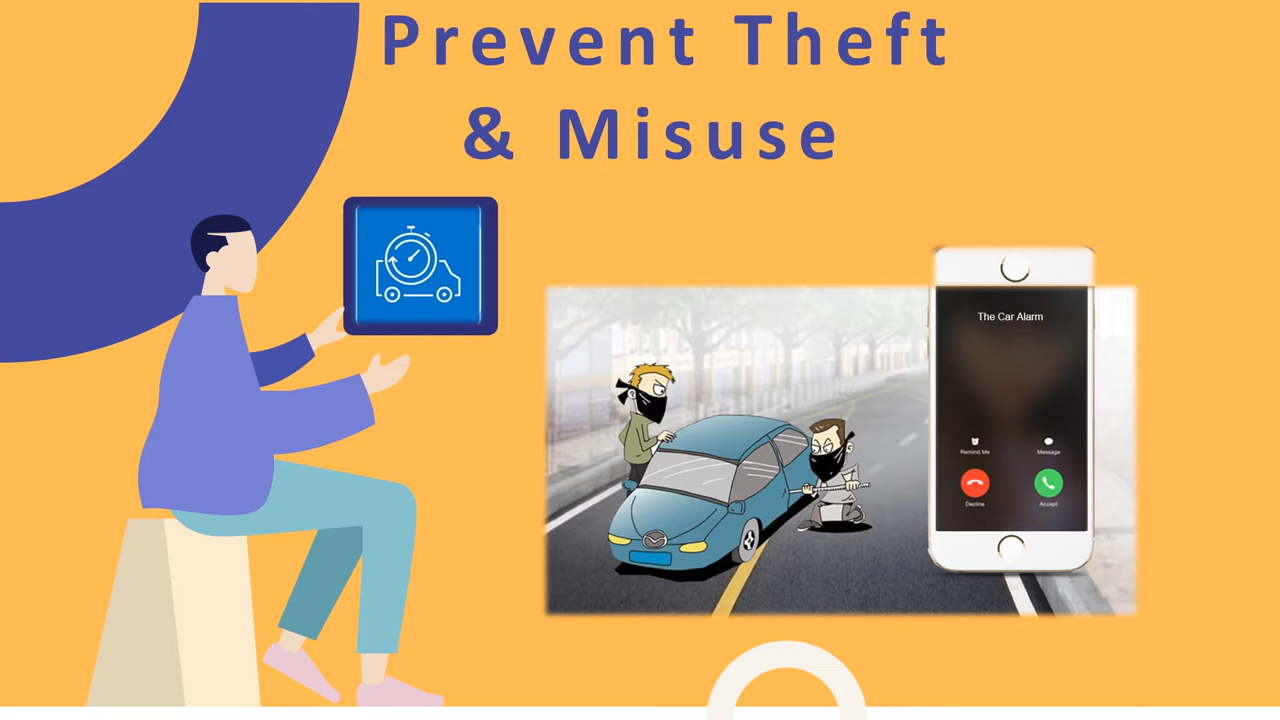 Prevent Theft
& Misuse
The Car Alarm
Remind Me
Message
Decline
Accept